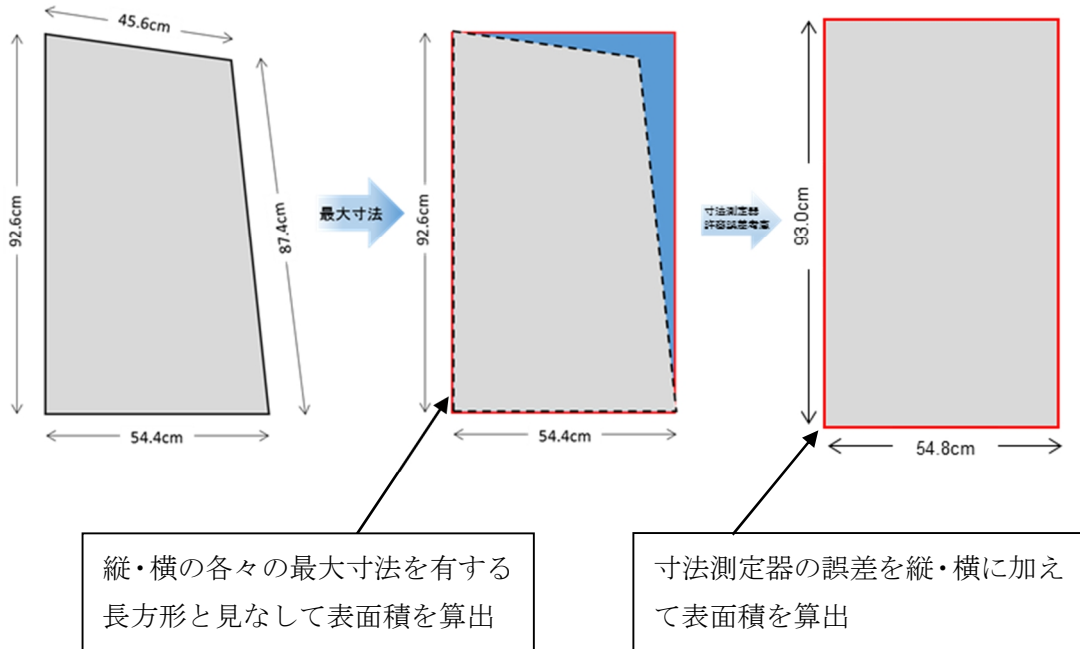 45.6cm
92.6cm
87.4cm
54.4cm
最大寸法
92.6cm
54.4cm
寸法測定器
許容誤差考慮
93.0cm
54.8cm
縦・横の各々の最大寸法を有する
長方形と見なして表面積を算出
寸法測定器の誤差を縦・横に加え
て表面積を算出